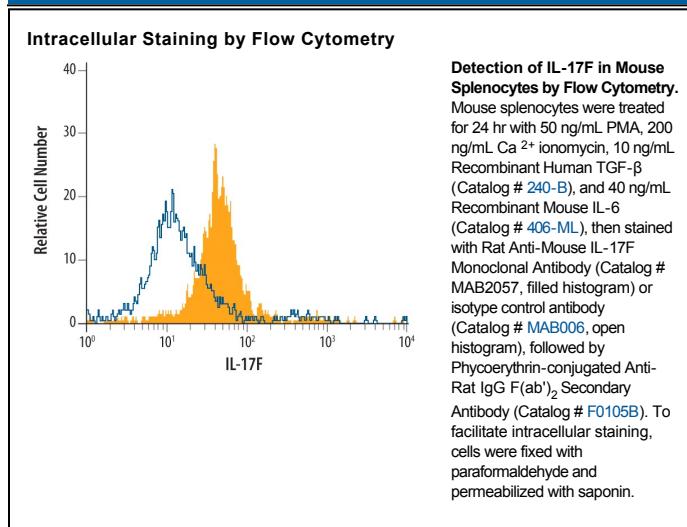 Intracellular Staining by Flow Cytometry
40
30
20
10
0
Relative Cell Number
10⁰
10¹
10²
10³
10⁴
IL-17F
Detection of IL-17F in Mouse
Splenocytes by Flow Cytometry.
Mouse splenocytes were treated
for 24 hr with 50 ng/mL PMA, 200
ng/mL Ca ²⁺ ionomycin, 10 ng/mL
Recombinant Human TGF-β
(Catalog # 240-B), and 40 ng/mL
Recombinant Mouse IL-6
(Catalog # 406-ML), then stained
with Rat Anti-Mouse IL-17F
Monoclonal Antibody (Catalog #
MAB2057, filled histogram) or
isotype control antibody
(Catalog # MAB006, open
histogram), followed by
Phycoerythrin-conjugated Anti-
Rat IgG F(ab')₂ Secondary
Antibody (Catalog # F0105B). To
facilitate intracellular staining,
cells were fixed with
paraformaldehyde and
permeabilized with saponin.